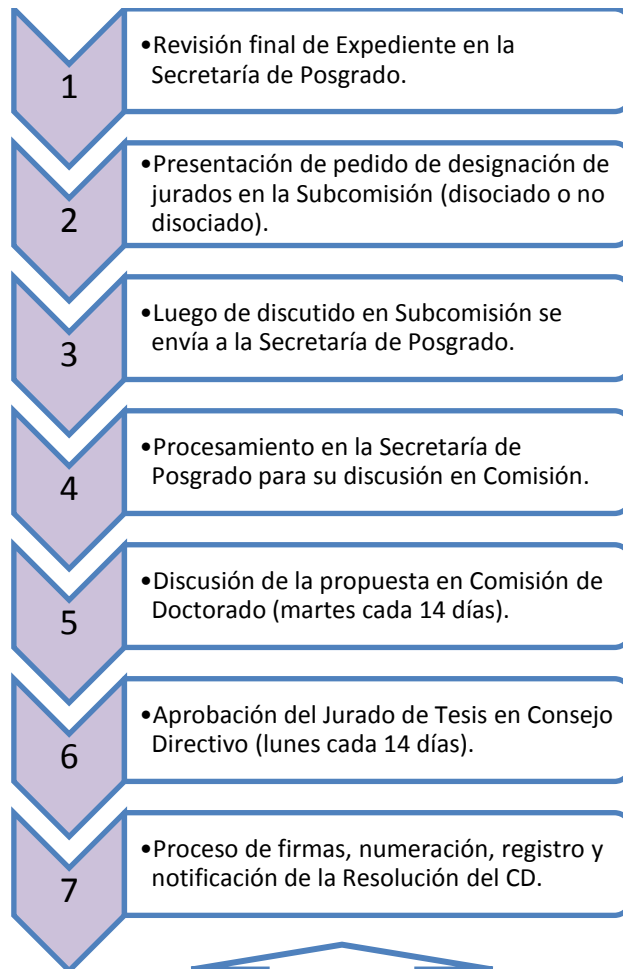 1
•Revisión final de Expediente en la
Secretaría de Posgrado.
2
•Presentación de pedido de designación de
jurados en la Subcomisión (disociado o no
disociado).
3
•Luego de discutido en Subcomisión se
envía a la Secretaría de Posgrado.
4
•Procesamiento en la Secretaría de
Posgrado para su discusión en Comisión.
5
•Discusión de la propuesta en Comisión de
Doctorado (martes cada 14 días).
6
•Aprobación del Jurado de Tesis en Consejo
Directivo (lunes cada 14 días).
7
•Proceso de firmas, numeración, registro y
notificación de la Resolución del CD.